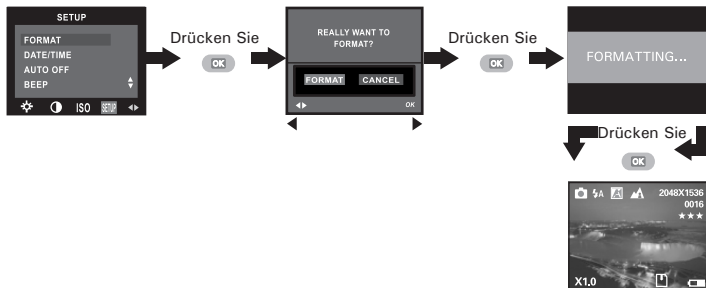 SETUP
FORMAT
DATE/TIME
AUTO OFF
BEEP
ISO SETUP
Drücken Sie
OK
REALLY WANT TO
FORMAT?
FORMAT CANCEL
OK
Drücken Sie
OK
FORMATTING...
Drücken Sie
OK
A 2048X1536
0016
X1.0